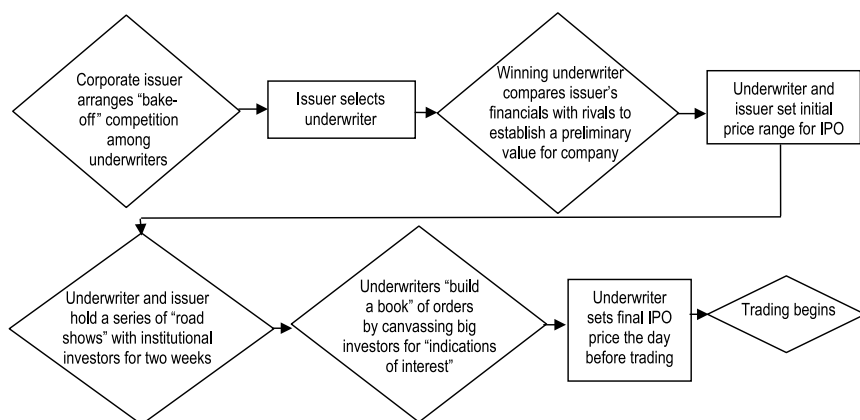 Corporate issuer
arranges “bake-
off” competition
among
underwriters
Issuer selects
underwriter
Winning underwriter
compares issuer’s
financials with rivals to
establish a preliminary
value for company
Underwriter and
issuer set initial
price range for IPO
Underwriter and issuer
hold a series of “road
shows” with institutional
investors for two weeks
Underwriters “build
a book” of orders
by canvassing big
investors for “indications
of interest”
Underwriter
sets final IPO
price the day
before trading
Trading begins